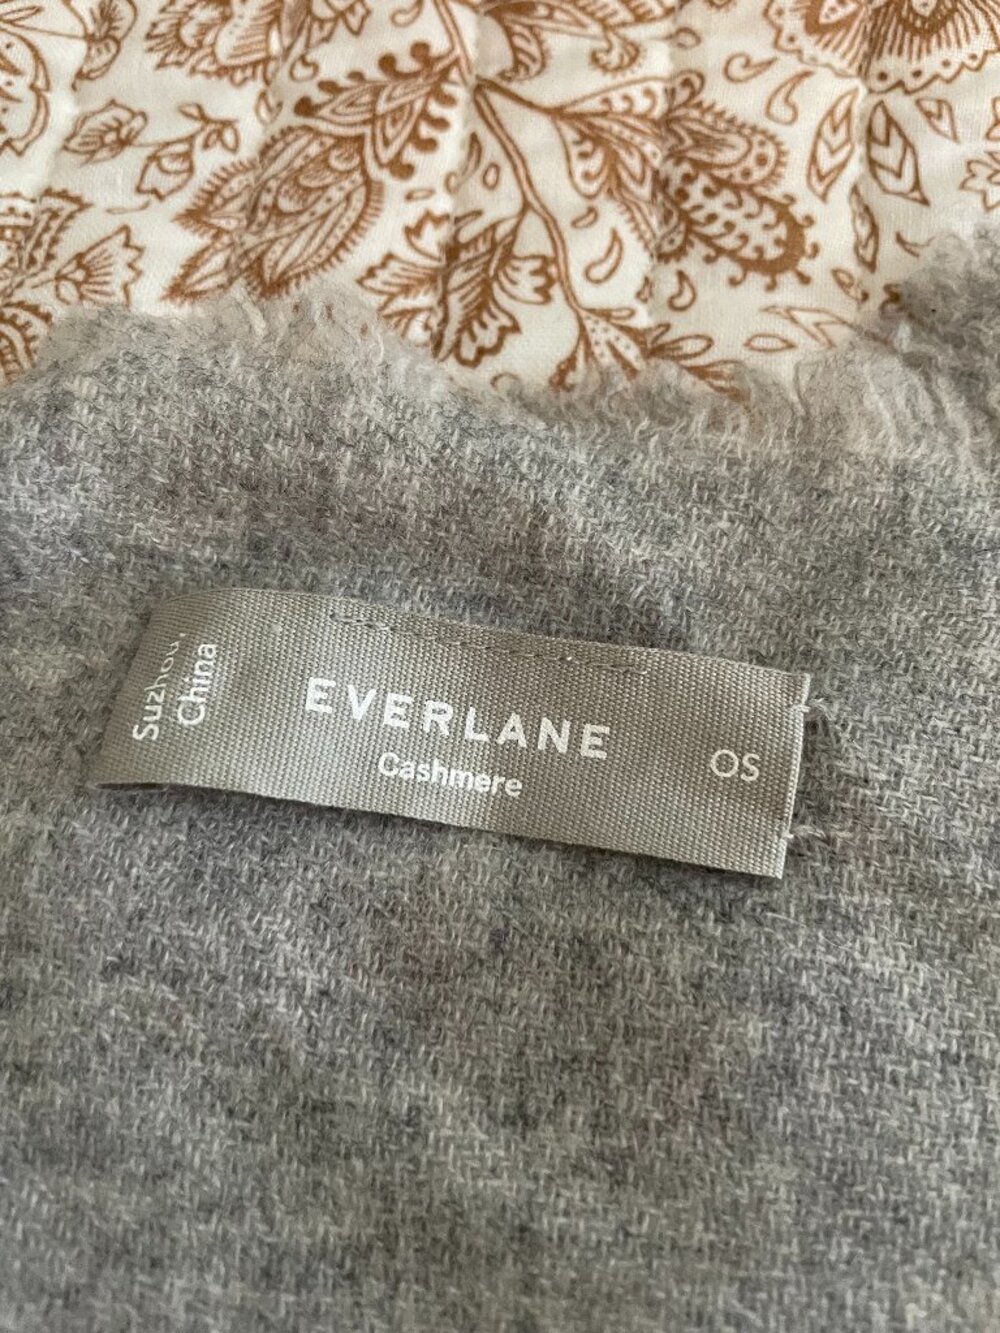 Suzhou,
China
EVERLANE
Cashmere
OS